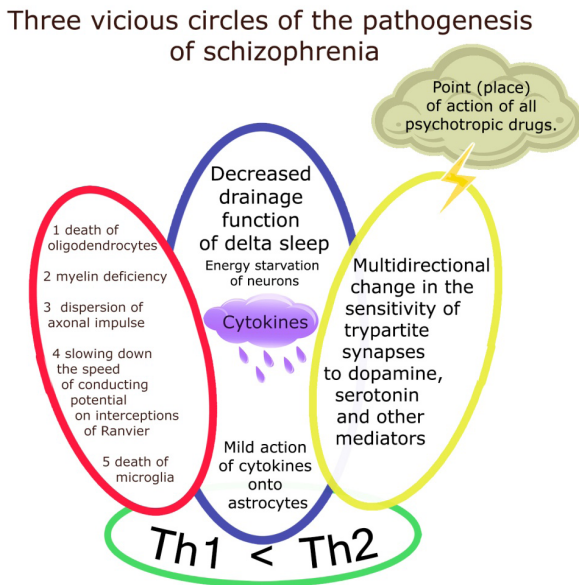 Three vicious circles of the pathogenesis
of schizophrenia
Point (place)
of action of all
psychotropic drugs.
1 death of
oligodendrocytes
2 myelin deficiency
3 dispersion of
axonal impulse
4 slowing down
the speed
of conducting
potential
on interceptions
of Ranvier
5 death of
microglia
Decreased
drainage
function
of delta sleep
Energy starvation
of neurons
Cytokines
Mild action
of cytokines
onto
astrocytes
Multidirectional
change in the
sensitivity of
trypartite
synapses
to dopamine,
serotonin
and other
mediators
Th1 < Th2